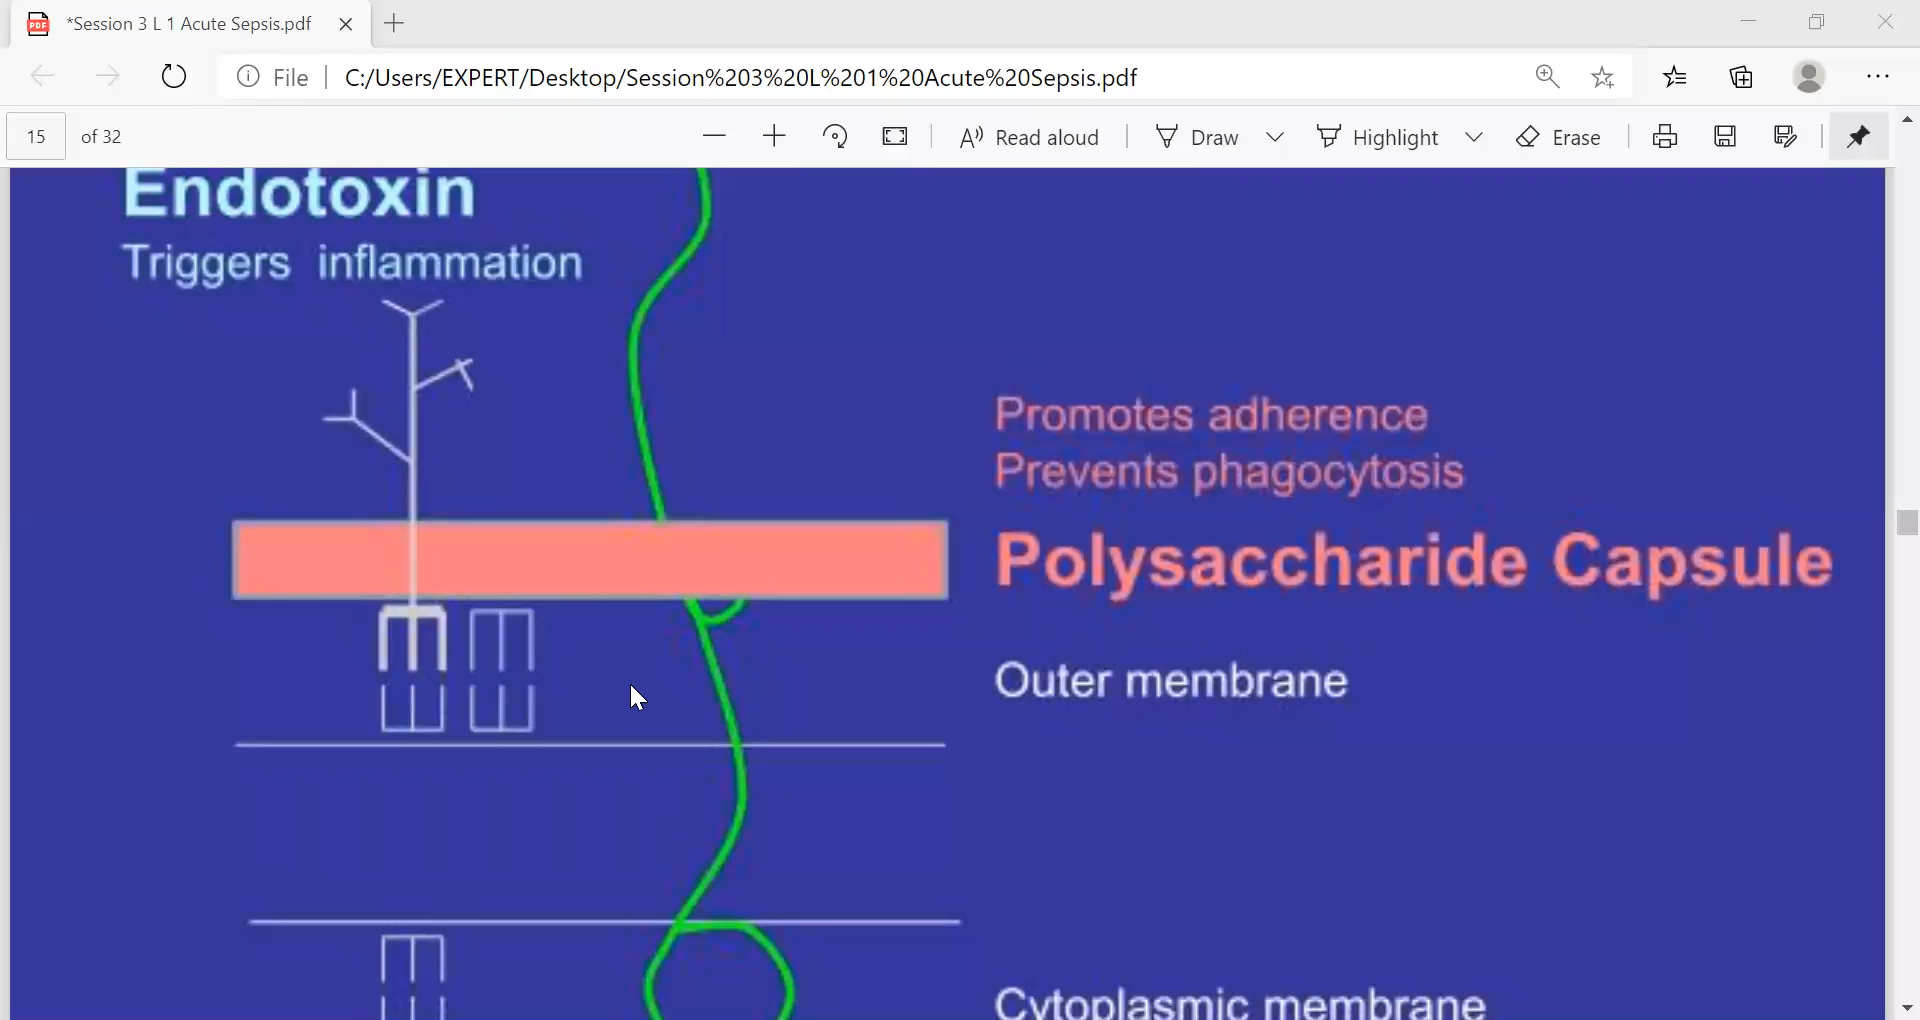 *Session 3 L 1 Acute Sepsis.pdf
File
C:/Users/EXPERT/Desktop/Session%203%20L%201%20Acute%20Sepsis.pdf
15 of 32
Read aloud
Draw
Highlight
Erase
Endotoxin
Triggers inflammation
Promotes adherence
Prevents phagocytosis
Polysaccharide Capsule
Outer membrane
Cytoplasmic membrane